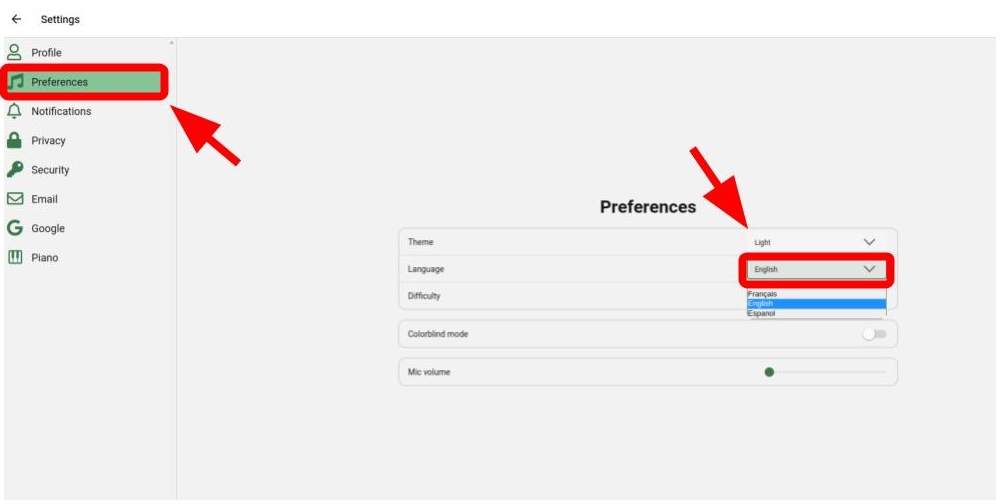 Settings
Profile
Preferences
Notifications
Privacy
Security
Email
Google
Piano
Preferences
Theme Light
Language English
Difficulty
Français
English
Espanol
Colorblind mode
Mic volume